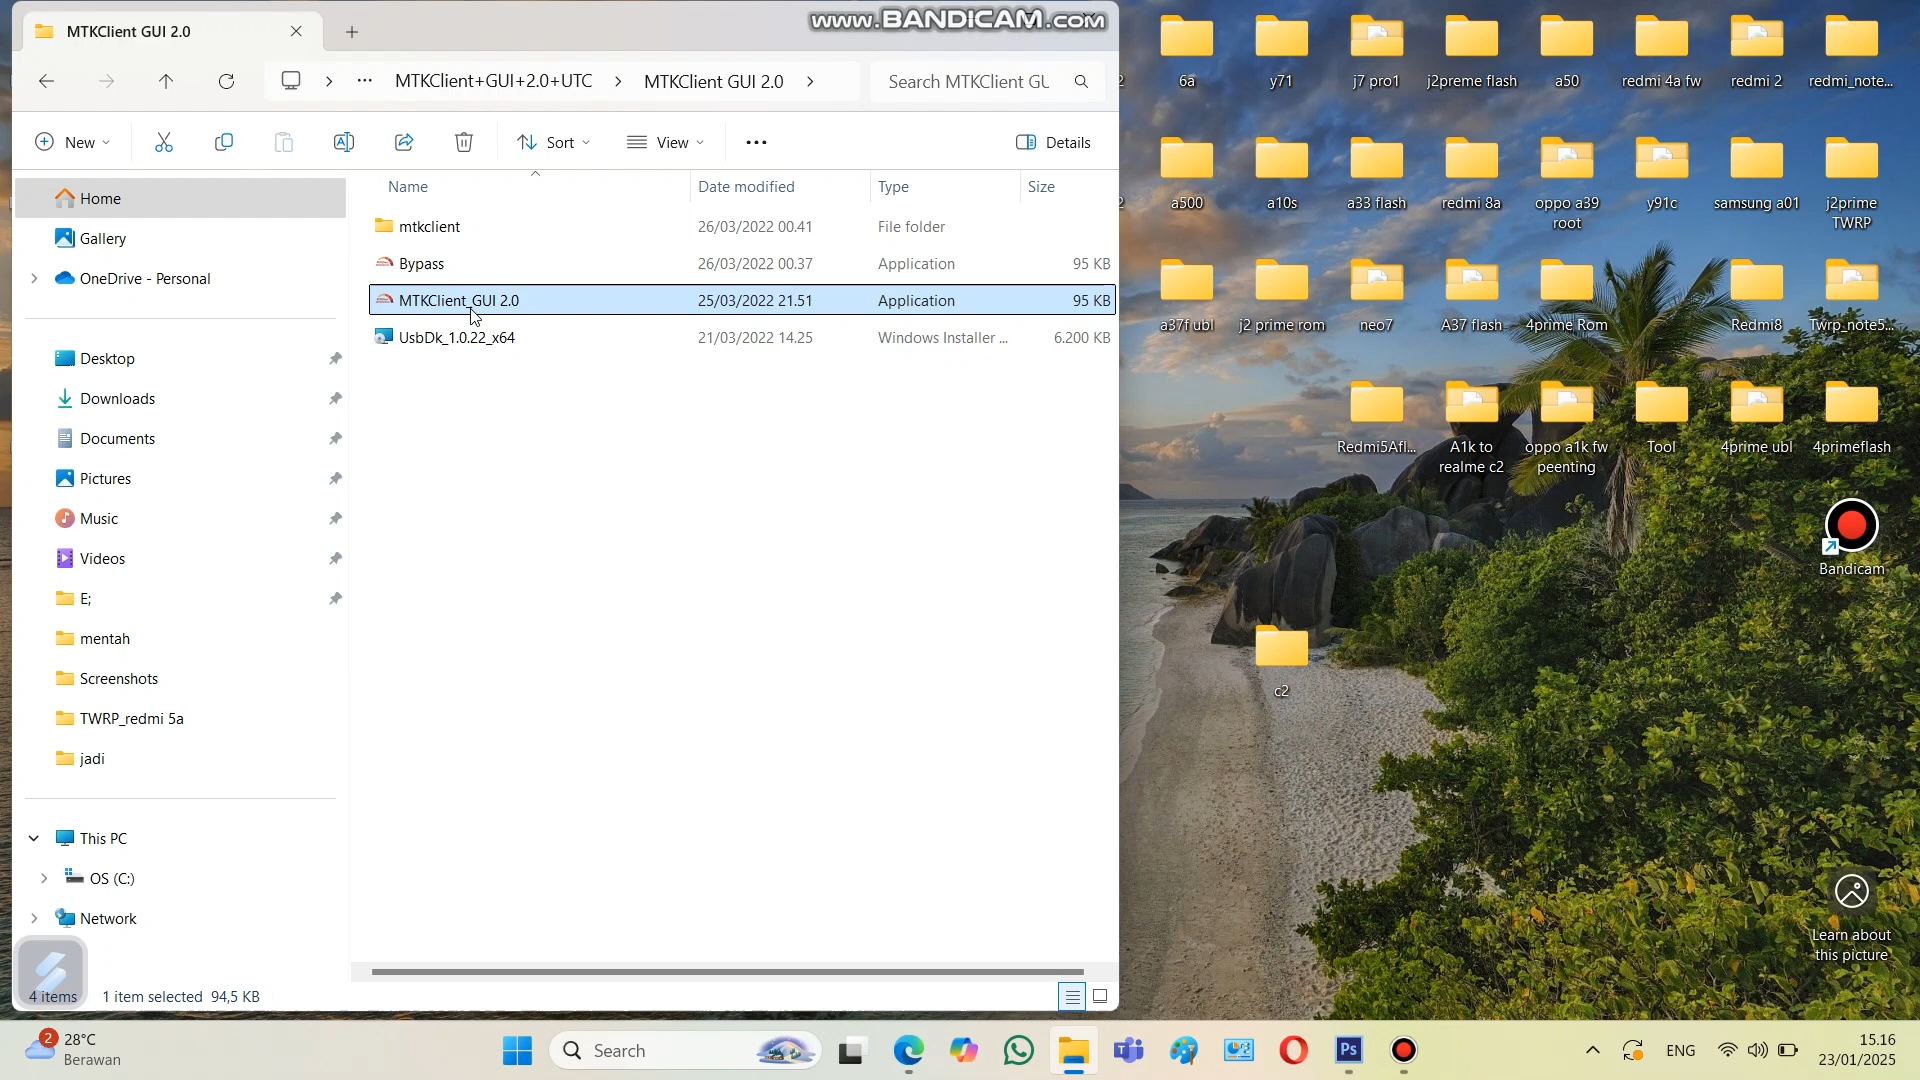 MTKClient GUI 2.0
www.BANDICAM.com
MTKClient+GUI+2.0+UTC
MTKClient GUI 2.0
Search MTKClient GU
New
Sort
View
Details
Name
Date modified
Type
Size
mtkclient
26/03/2022 00.41
File folder
Bypass
26/03/2022 00.37
Application
95 KB
MTKClient_GUI 2.0
25/03/2022 21.51
Application
95 KB
UsbDk_1.0.22_x64
21/03/2022 14.25
Windows Installer ...
6.200 KB
Home
Gallery
OneDrive - Personal
Desktop
Downloads
Documents
Pictures
Music
Videos
E;
mentah
Screenshots
TWRP_redmi 5a
jadi
This PC
OS (C:)
Network
4 items
1 item selected 94,5 KB
2
6a
y71
j7 pro1
j2preme flash
a50
redmi 4a fw
redmi 2
redmi_note...
2
a500
a10s
a33 flash
redmi 8a
oppo a39
root
y91c
samsung a01
j2prime
TWRP
a37f ubl
j2 prime rom
neo7
A37 flash
4prime Rom
Redmi8
Twrp_note5...
Redmi5Afl...
A1k to
realme c2
oppo a1k fw
peenting
Tool
4prime ubl
4primeflash
Bandicam
c2
Learn about
this picture
2
28°C
Berawan
Search
Ps
ENG
15.16
23/01/2025